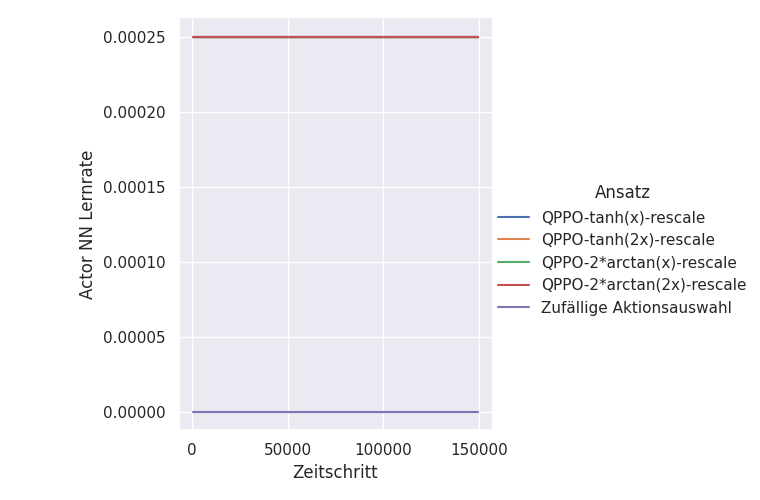 0.00025
0.00020
0.00015
0.00010
0.00005
0.00000
Actor NN Lernrate
0 50000 100000 150000
Zeitschritt
Ansatz
QPPO-tanh(x)-rescale
QPPO-tanh(2x)-rescale
QPPO-2*arctan(x)-rescale
QPPO-2*arctan(2x)-rescale
Zufällige Aktionsauswahl